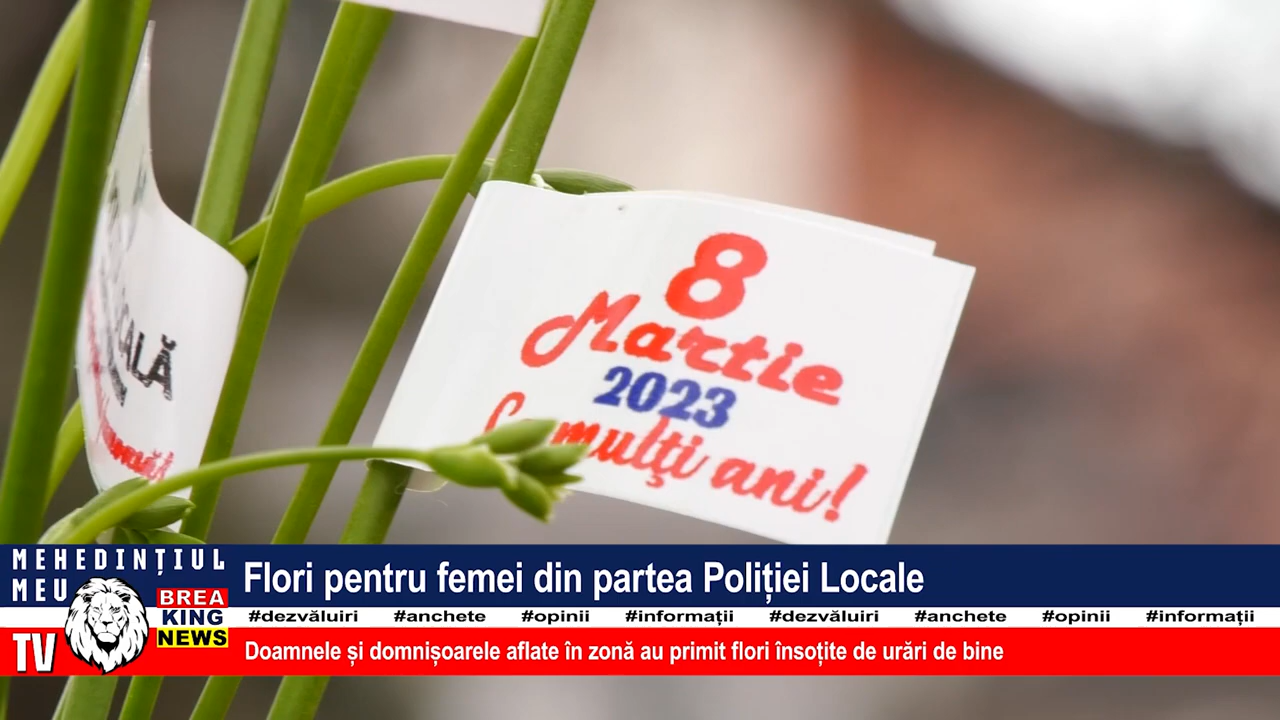 8
Martie
2023
mulţi ani!
MEHEDINȚIUL
MEU
TV
BREA
KING
NEWS
Flori pentru femei din partea Poliției Locale
#dezvăluiri #anchete #opinii #informații #dezvăluiri #anchete #opinii #informații
Doamnele și domnișoarele aflate în zonă au primit flori însoțite de urări de bine